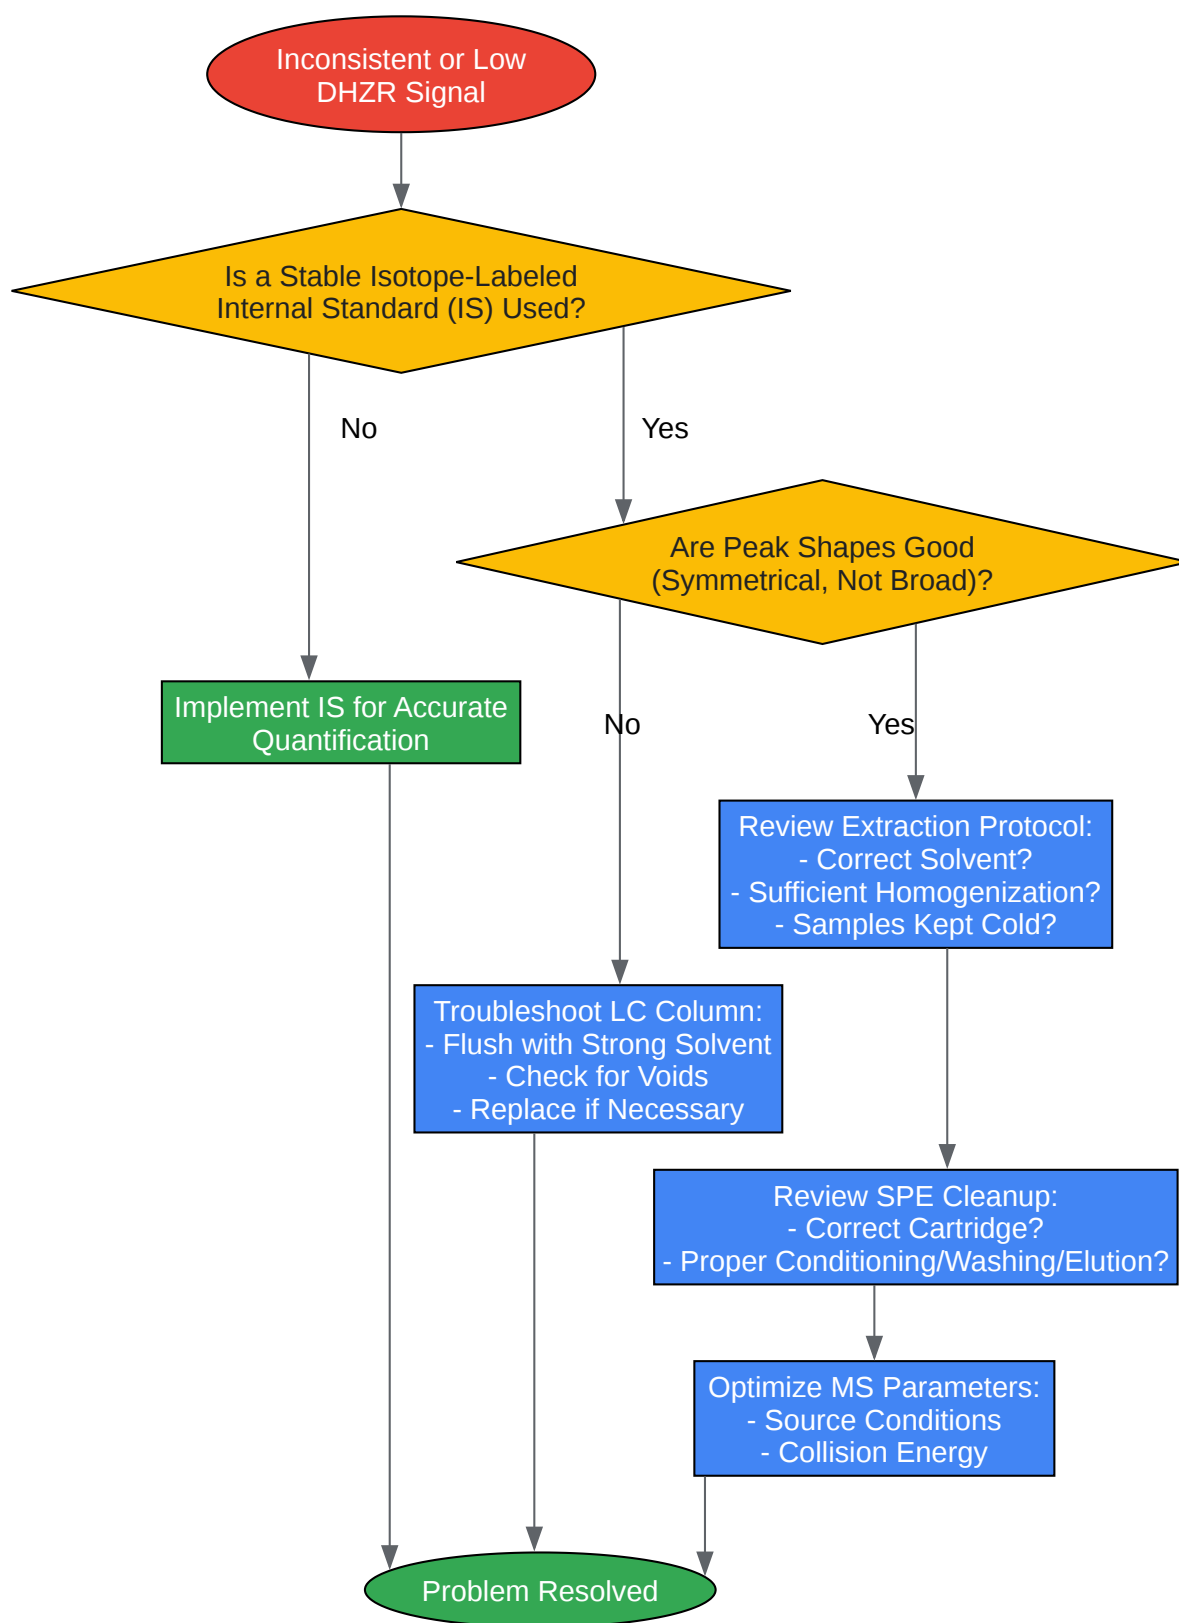 Inconsistent or Low
DHZR Signal
Is a Stable Isotope-Labeled
Internal Standard (IS) Used?
No
Yes
Are Peak Shapes Good
(Symmetrical, Not Broad)?
Implement IS for Accurate
Quantification
No
Yes
Review Extraction Protocol:
- Correct Solvent?
- Sufficient Homogenization?
- Samples Kept Cold?
Troubleshoot LC Column:
- Flush with Strong Solvent
- Check for Voids
- Replace if Necessary
Review SPE Cleanup:
- Correct Cartridge?
- Proper Conditioning/Washing/Elution?
Optimize MS Parameters:
- Source Conditions
- Collision Energy
Problem Resolved